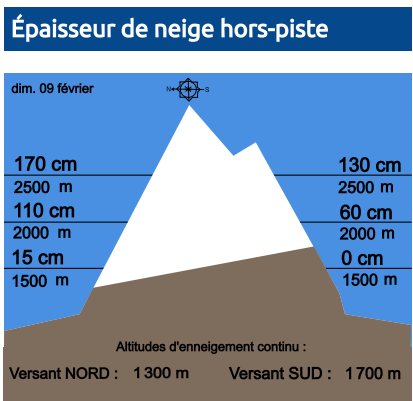 Épaisseur de neige hors-piste
dim. 09 février
N S
170 cm 130 cm
2500 m 2500 m
110 cm 60 cm
2000 m 2000 m
15 cm 0 cm
1500 m 1500 m
Altitudes d'enneigement continu :
Versant NORD : 1300 m Versant SUD : 1700 m